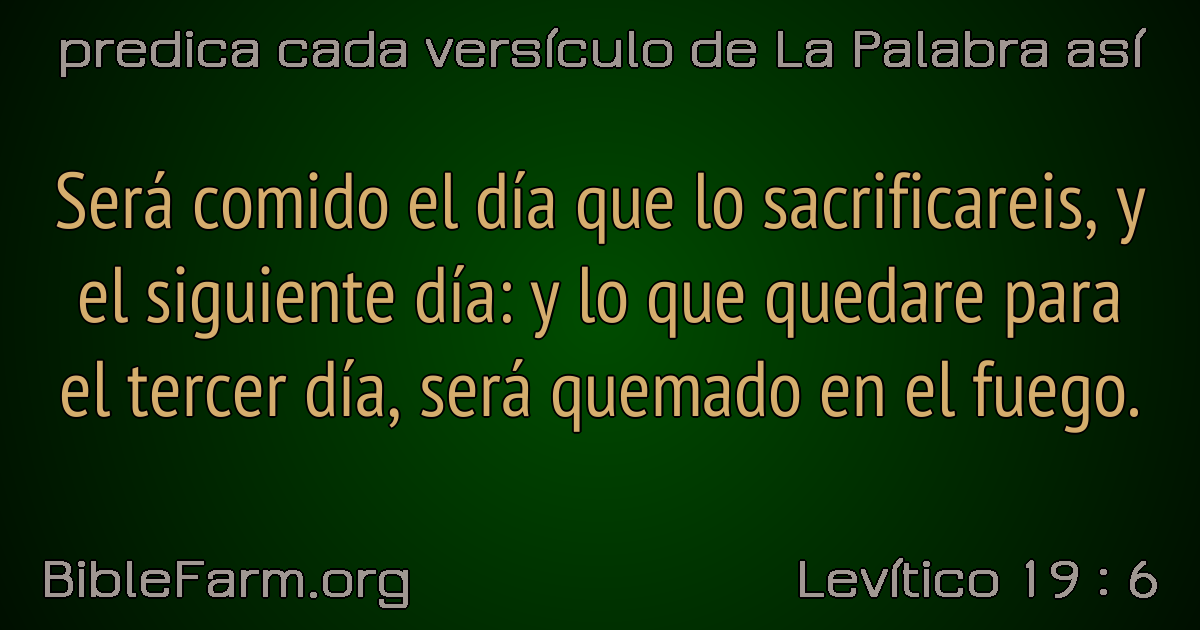 predica cada versículo de La Palabra así
Será comido el día que lo sacrificareis, y
el siguiente día: y lo que quedare para
el tercer día, será quemado en el fuego.
BibleFarm.org
Levítico 19 : 6